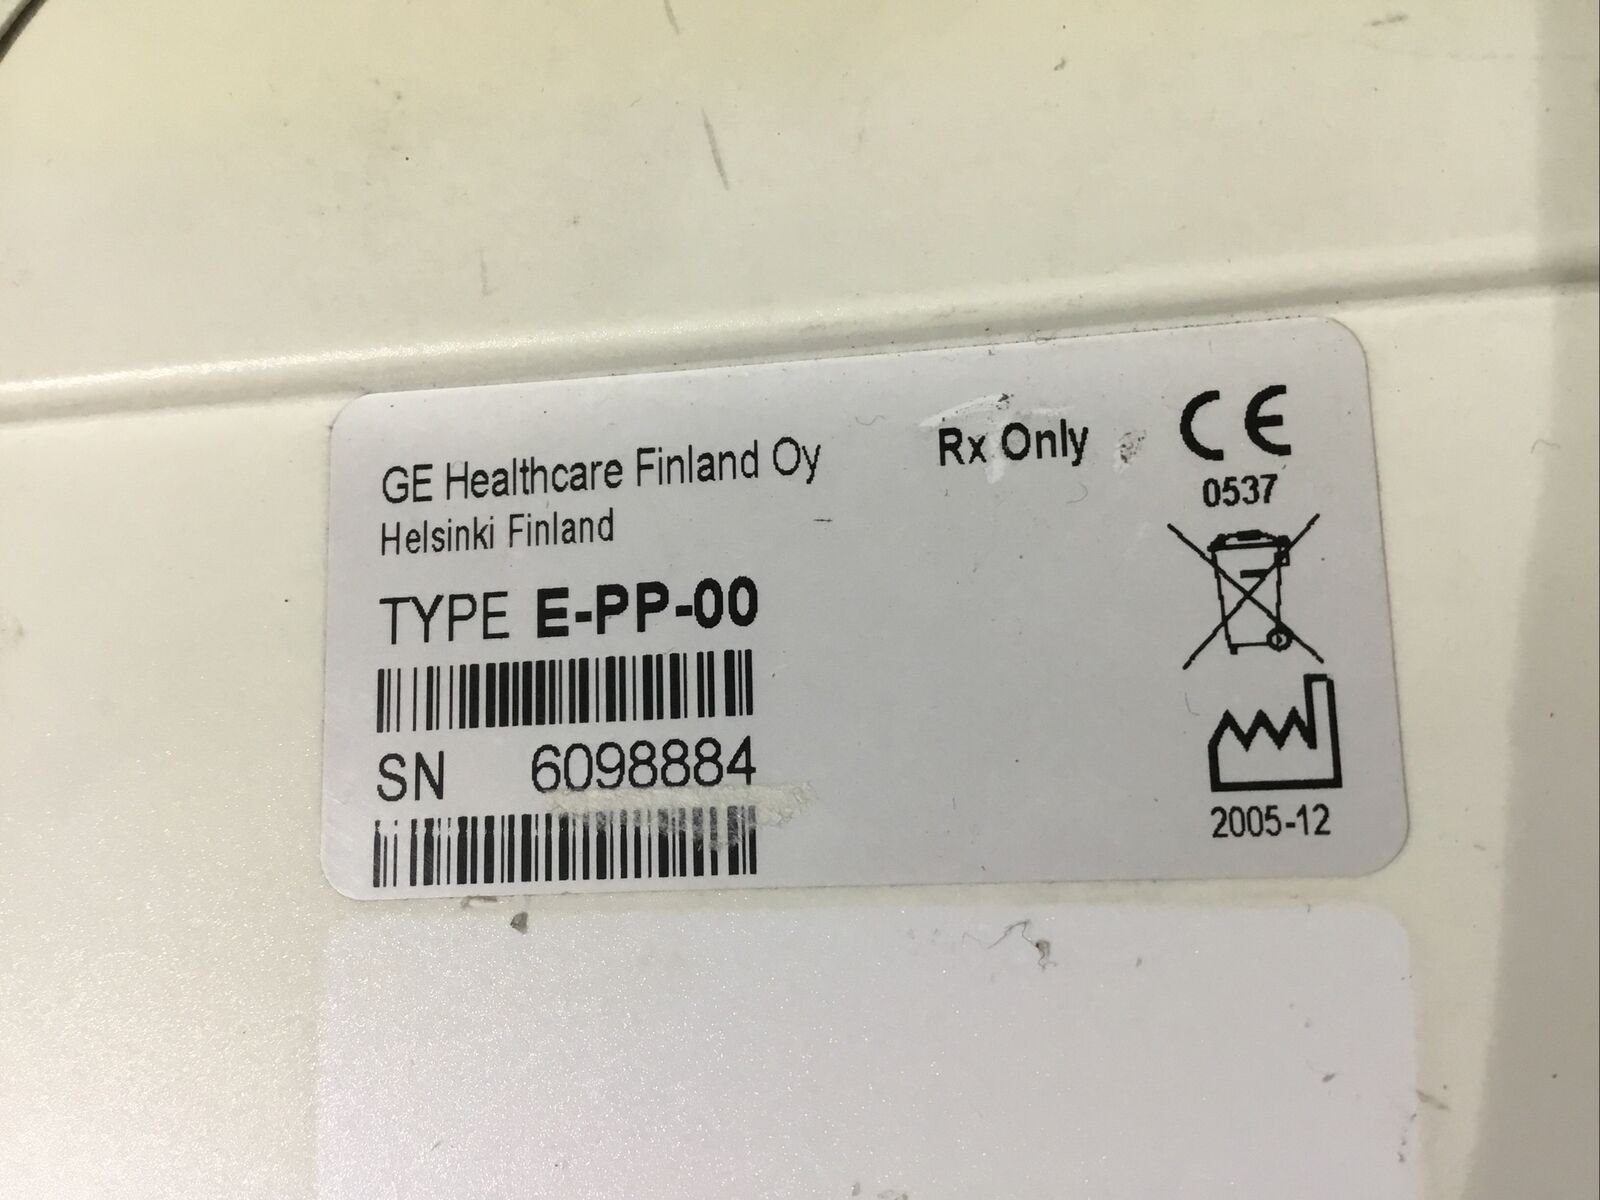 GE Healthcare Finland Oy
Helsinki Finland
TYPE E-PP-00
SN 6098884
Rx Only
CE
0537
2005-12